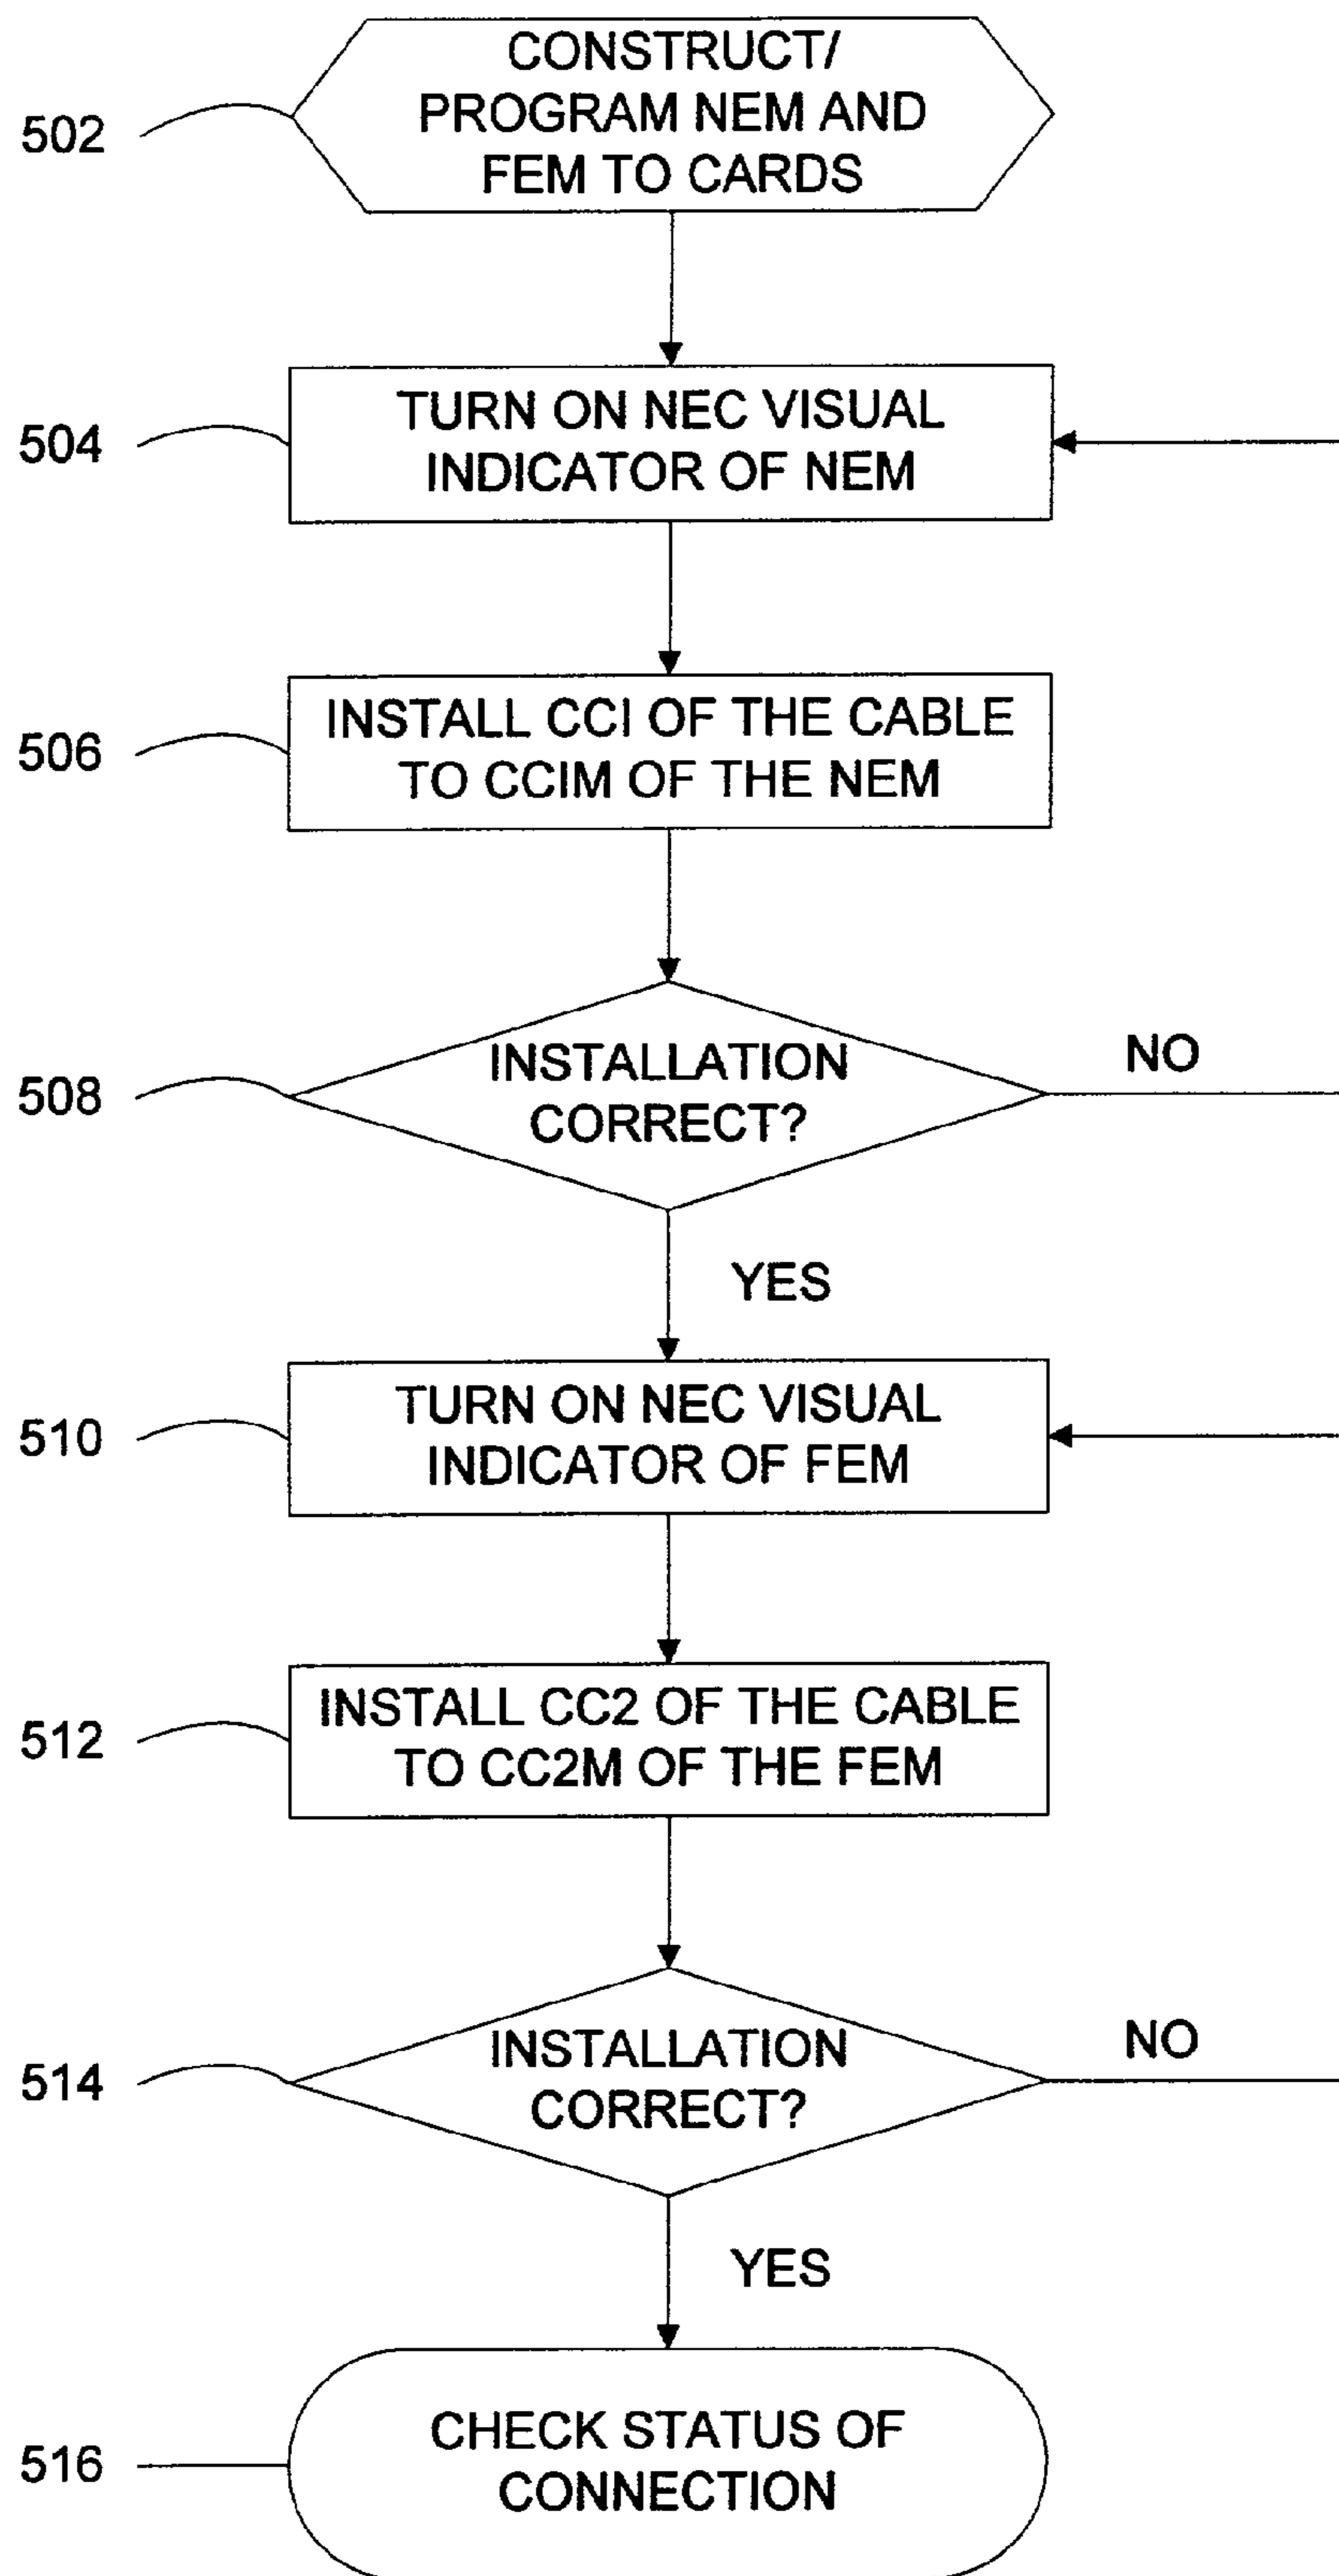 502
CONSTRUCT/
PROGRAM NEM AND
FEM TO CARDS
504
TURN ON NEC VISUAL
INDICATOR OF NEM
506
INSTALL CCI OF THE CABLE
TO CCIM OF THE NEM
508
INSTALLATION
CORRECT?
NO
YES
510
TURN ON NEC VISUAL
INDICATOR OF FEM
512
INSTALL CC2 OF THE CABLE
TO CC2M OF THE FEM
514
INSTALLATION
CORRECT?
NO
YES
516
CHECK STATUS OF
CONNECTION